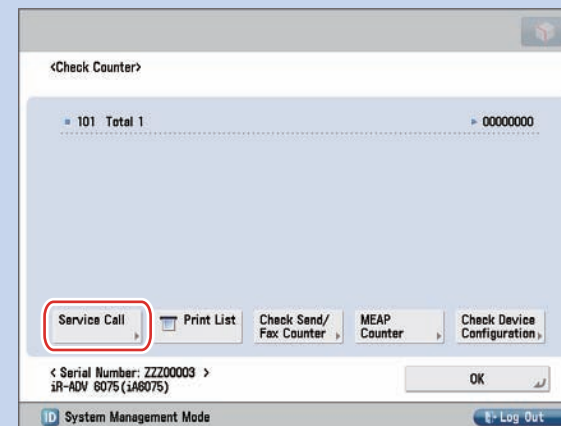 <Check Counter>
101 Total 1 00000000
Service Call Print List Check Send/ MEAP Check Device
Fax Counter Counter Configuration
< Serial Number: ZZZ00003 >
iR-ADV 6075(iA6075)
OK
ID System Management Mode Log Out